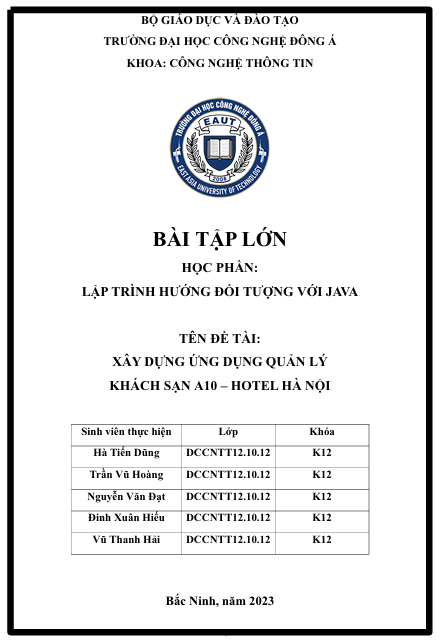 BỘ GIÁO DỤC VÀ ĐÀO TẠO
TRƯỜNG ĐẠI HỌC CÔNG NGHỆ ĐÔNG Á
KHOA: CÔNG NGHỆ THÔNG TIN
TRƯỜNG ĐẠI HỌC CÔNG NGHỆ ĐÔNG Á
EAUT
2008
EAST ASIA UNIVERSITY OF TECHNOLOGY
BÀI TẬP LỚN
HỌC PHẦN:
LẬP TRÌNH HƯỚNG ĐỐI TƯỢNG VỚI JAVA
TÊN ĐỀ TÀI:
XÂY DỰNG ỨNG DỤNG QUẢN LÝ
KHÁCH SẠN A10 – HOTEL HÀ NỘI
Sinh viên thực hiện Lớp Khóa
Hà Tiến Dũng DCCNTT12.10.12 K12
Trần Vũ Hoàng DCCNTT12.10.12 K12
Nguyễn Văn Đạt DCCNTT12.10.12 K12
Đinh Xuân Hiếu DCCNTT12.10.12 K12
Vũ Thanh Hải DCCNTT12.10.12 K12
Bắc Ninh, năm 2023